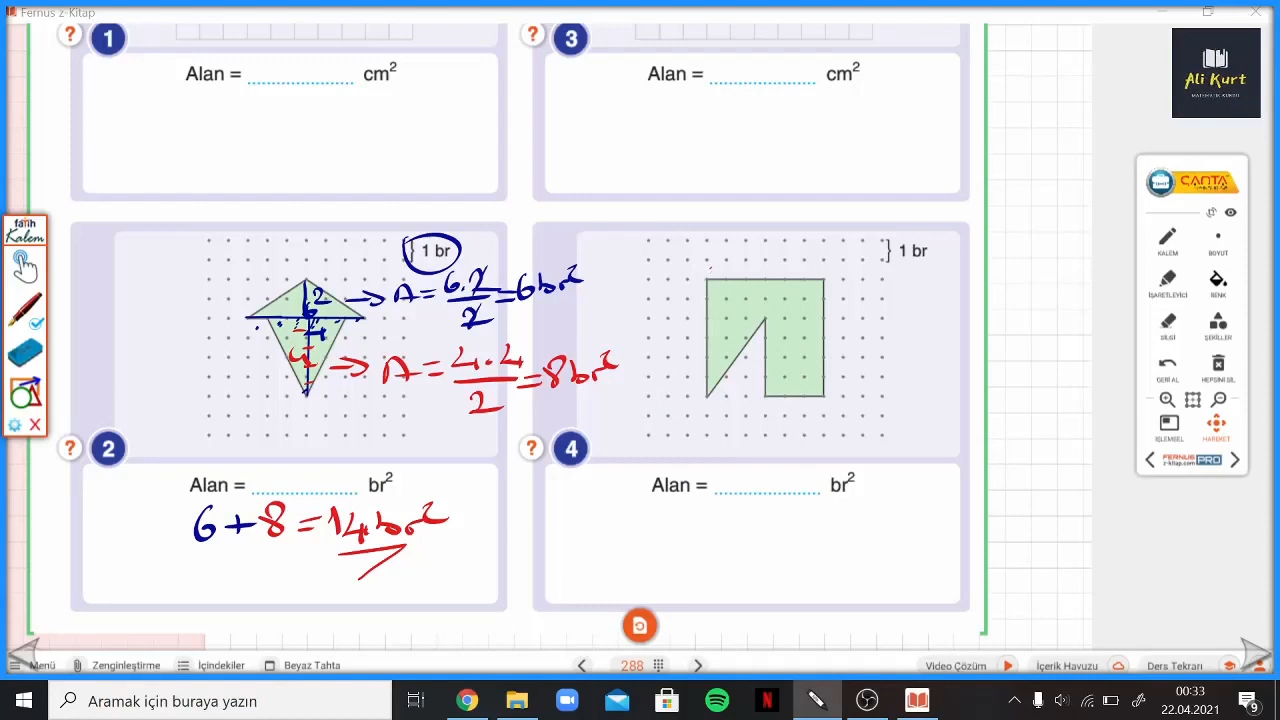 Fernus z-Kitap
? 1
Alan = .................... cm²
? 3
Alan = .................... cm²
Ali Kurt
fatih
Kalem
ÇANTA
KALEM
BOYUT
İŞARETLEYİCİ
RENK
SİLGİ
ŞEKİLLER
GERİ AL
HEPSİNİ SİL
İŞLEMSEL
HAREKET
FERNUS PRO
z-kitap.com
} 1 br
2 → A = 6.2/2 = 6br²
6
4
4 → A = 4.4/2 = 8br²
? 2
Alan = .................... br²
6 + 8 = 14br²
} 1 br
? 4
Alan = .................... br²
Menü
Zenginleştirme
İçindekiler
Beyaz Tahta
288
Video Çözüm
İçerik Havuzu
Ders Tekrarı
Aramak için buraya yazın
00:33
22.04.2021
9